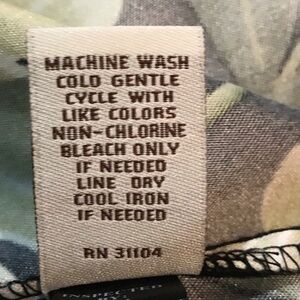 MACHINE WASH
COLD GENTLE
CYCLE WITH
LIKE COLORS
NON-CHLORINE
BLEACH ONLY
IF NEEDED
LINE DRY
COOL IRON
IF NEEDED
RN 31104
INSPECTED